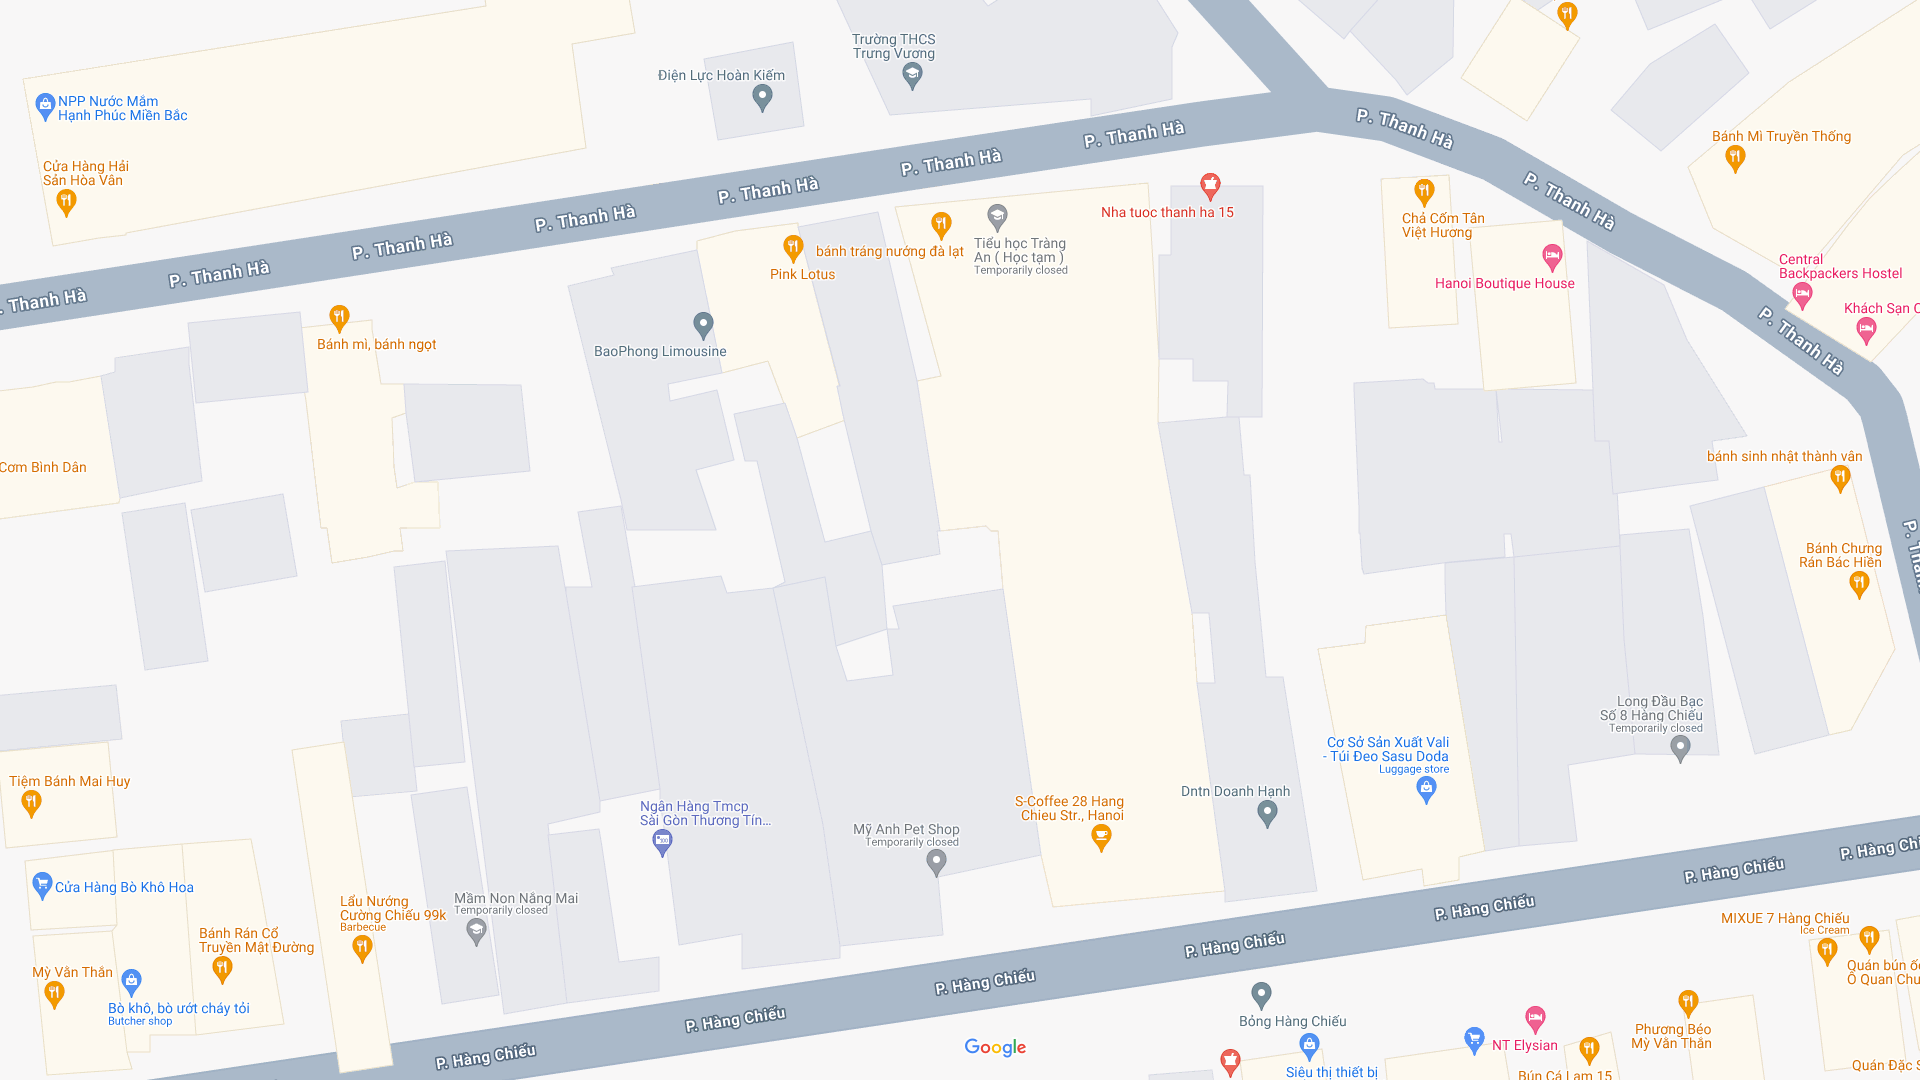 Trường THCS
Trưng Vương
Điện Lực Hoàn Kiếm
NPP Nước Mắm
Hạnh Phúc Miền Bắc
Cửa Hàng Hải
Sản Hòa Vân
P. Thanh Hà
P. Thanh Hà
P. Thanh Hà
P. Thanh Hà
P. Thanh Hà
P. Thanh Hà
P. Thanh Hà
P. Thanh Hà
P. Thanh Hà
P. Thanh Hà
Bánh Mì Truyền Thống
Nha tuoc thanh ha 15
Chả Cốm Tân
Việt Hương
bánh tráng nướng đà lạt
Tiểu học Tràng
An ( Học tạm )
Temporarily closed
Pink Lotus
Hanoi Boutique House
Central
Backpackers Hostel
Khách Sạn
BaoPhong Limousine
Bánh mì, bánh ngọt
Cơm Bình Dân
bánh sinh nhật thành vân
Bánh Chưng
Rán Bác Hiền
Long Đầu Bạc
Số 8 Hàng Chiếu
Temporarily closed
Cơ Sở Sản Xuất Vali
- Túi Đeo Sasu Doda
Luggage store
Tiệm Bánh Mai Huy
Dntn Doanh Hạnh
S-Coffee 28 Hang
Chieu Str., Hanoi
Ngân Hàng Tmcp
Sài Gòn Thương Tín...
Mỹ Anh Pet Shop
Temporarily closed
Cửa Hàng Bò Khô Hoa
Mầm Non Nắng Mai
Temporarily closed
Lẩu Nướng
Cường Chiếu 99k
Barbecue
Bánh Rán Cổ
Truyền Mật Đường
Mỳ Vằn Thắn
Bò khô, bò ướt cháy tỏi
Butcher shop
P. Hàng Chiếu
P. Hàng Chiếu
P. Hàng Chiếu
P. Hàng Chiếu
P. Hàng Chiếu
P. Hàng Chiếu
P. Hàng
MIXUE 7 Hàng Chiếu
Ice Cream
Quán bún
Ô Quan
Bỏng Hàng Chiếu
Phương Béo
Mỳ Vằn Thắn
NT Elysian
Google
Siêu thị thiết bị
Bún Cá Lam 15
Quán Đặc